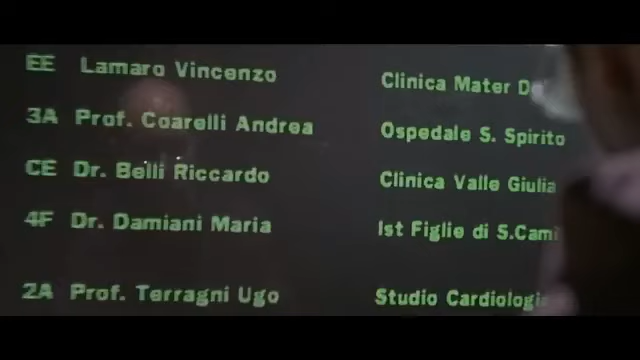 EE Lamaro Vincenzo Clinica Mater
3A Prof. Coarelli Andrea Ospedale S. Spirito
CE Dr. Belli Riccardo Clinica Valle Giulia
4F Dr. Damiani Maria Ist Figlie di S.Cami
2A Prof. Terragni Ugo Studio